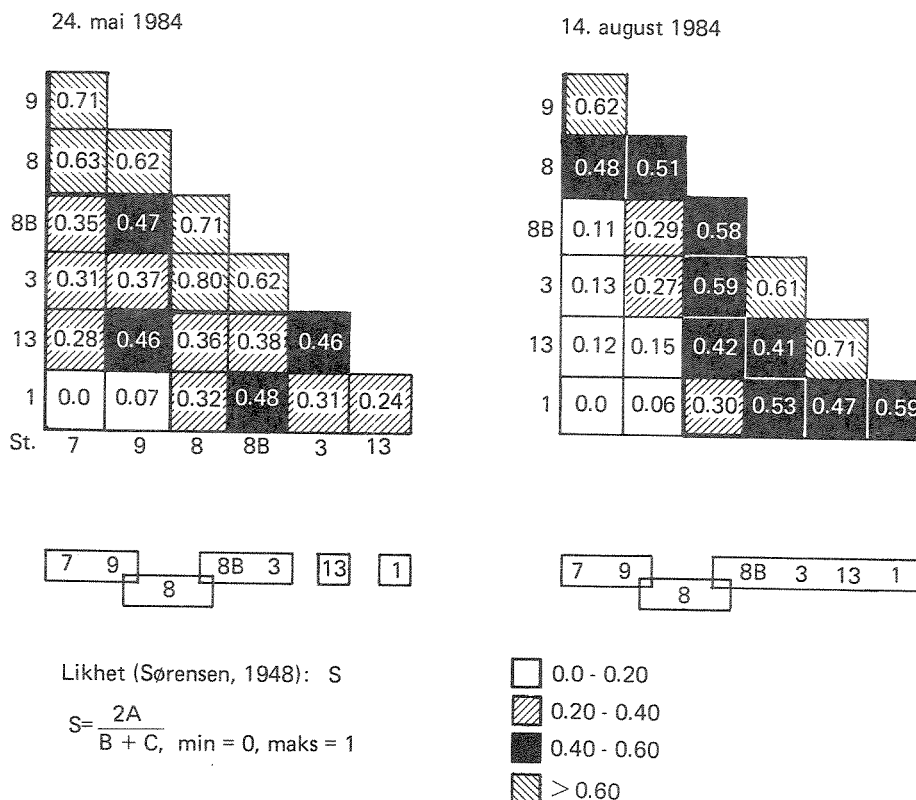 24. mai 1984
9 0.71
8 0.63 0.62
8B 0.35 0.47 0.71
3 0.31 0.37 0.80 0.62
13 0.28 0.46 0.36 0.38 0.46
1 0.0 0.07 0.32 0.48 0.31 0.24
St. 7 9 8 8B 3 13
7 9 8B 3 13 1
8
14. august 1984
9 0.62
8 0.48 0.51
8B 0.11 0.29 0.58
3 0.13 0.27 0.59 0.61
13 0.12 0.15 0.42 0.41 0.71
1 0.0 0.06 0.30 0.53 0.47 0.59
7 9 8B 3 13 1
8
Likhet (Sørensen, 1948): S
S= 2A
B + C, min = 0, maks = 1
0.0 - 0.20
0.20 - 0.40
0.40 - 0.60
> 0.60